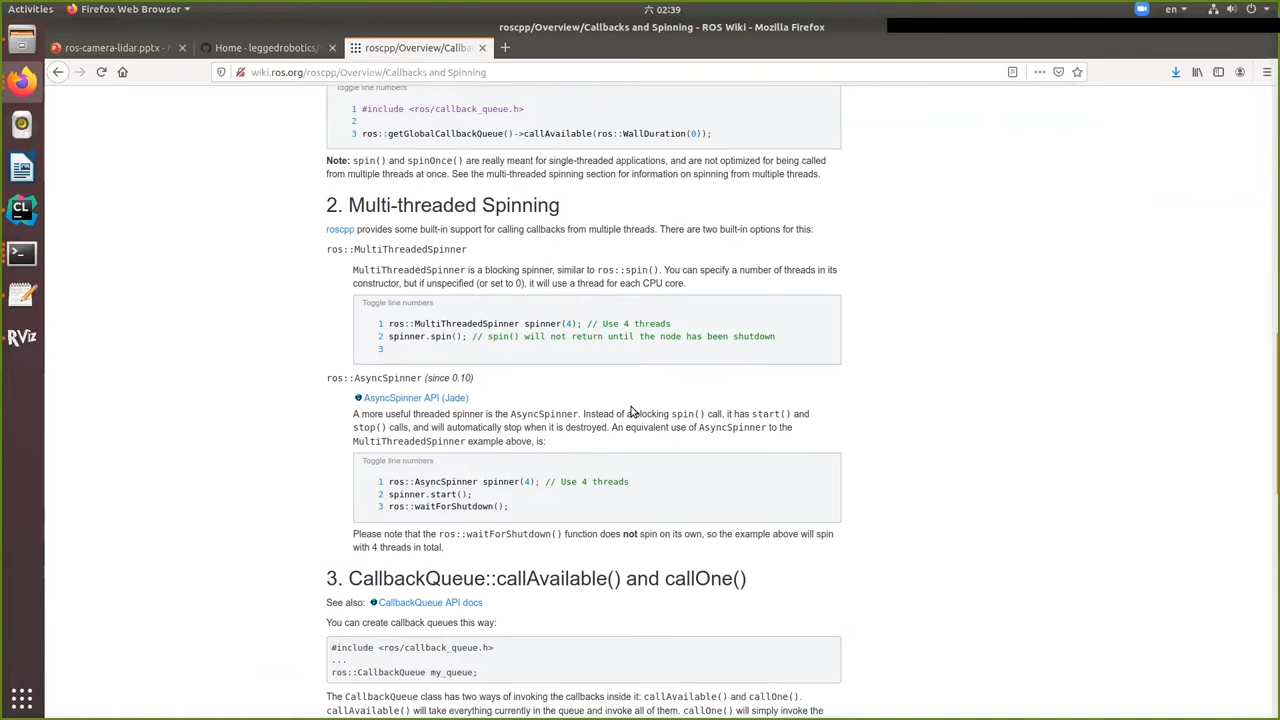 Activities
Firefox Web Browser
六 02:39
en
roscpp/Overview/Callbacks and Spinning - ROS Wiki - Mozilla Firefox
ros-camera-lidar.pptx -
Home · leggedrobotics/
roscpp/Overview/Callba
wiki.ros.org/roscpp/Overview/Callbacks and Spinning
Toggle line numbers
1 #include <ros/callback_queue.h>
2
3 ros::getGlobalCallbackQueue()->callAvailable(ros::WallDuration(0));
Note: spin() and spinOnce() are really meant for single-threaded applications, and are not optimized for being called
from multiple threads at once. See the multi-threaded spinning section for information on spinning from multiple threads.
2. Multi-threaded Spinning
roscpp provides some built-in support for calling callbacks from multiple threads. There are two built-in options for this:
ros::MultiThreadedSpinner
MultiThreadedSpinner is a blocking spinner, similar to ros::spin(). You can specify a number of threads in its
constructor, but if unspecified (or set to 0), it will use a thread for each CPU core.
Toggle line numbers
1 ros::MultiThreadedSpinner spinner(4); // Use 4 threads
2 spinner.spin(); // spin() will not return until the node has been shutdown
3
ros::AsyncSpinner (since 0.10)
AsyncSpinner API (Jade)
A more useful threaded spinner is the AsyncSpinner. Instead of a blocking spin() call, it has start() and
stop() calls, and will automatically stop when it is destroyed. An equivalent use of AsyncSpinner to the
MultiThreadedSpinner example above, is:
Toggle line numbers
1 ros::AsyncSpinner spinner(4); // Use 4 threads
2 spinner.start();
3 ros::waitForShutdown();
Please note that the ros::waitForShutdown() function does not spin on its own, so the example above will spin
with 4 threads in total.
3. CallbackQueue::callAvailable() and callOne()
See also: CallbackQueue API docs
You can create callback queues this way:
#include <ros/callback_queue.h>
...
ros::CallbackQueue my_queue;
The CallbackQueue class has two ways of invoking the callbacks inside it: callAvailable() and callOne().
callAvailable() will take everything currently in the queue and invoke all of them. callOne() will simply invoke the
CL
>_
RViz